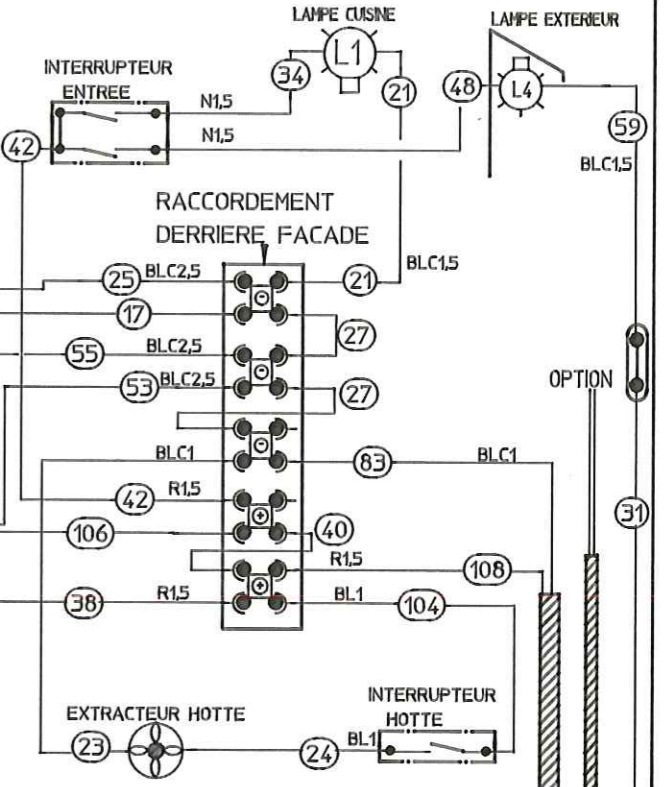 LAMPE CUISINE
LAMPE EXTERIEUR
L1
INTERRUPTEUR
ENTREE
34
21
48
L4
N1,5
59
N1,5
42
BLC1,5
RACCORDEMENT
DERRIERE FACADE
BLC1,5
25
BLC2,5
21
17
27
55
BLC2,5
53
BLC2,5
27
OPTION
BLC1
83
BLC1
42
R1,5
31
106
40
R1,5
108
38
R1,5
BL1
104
INTERRUPTEUR
HOTTE
EXTRACTEUR HOTTE
23
24
BL1